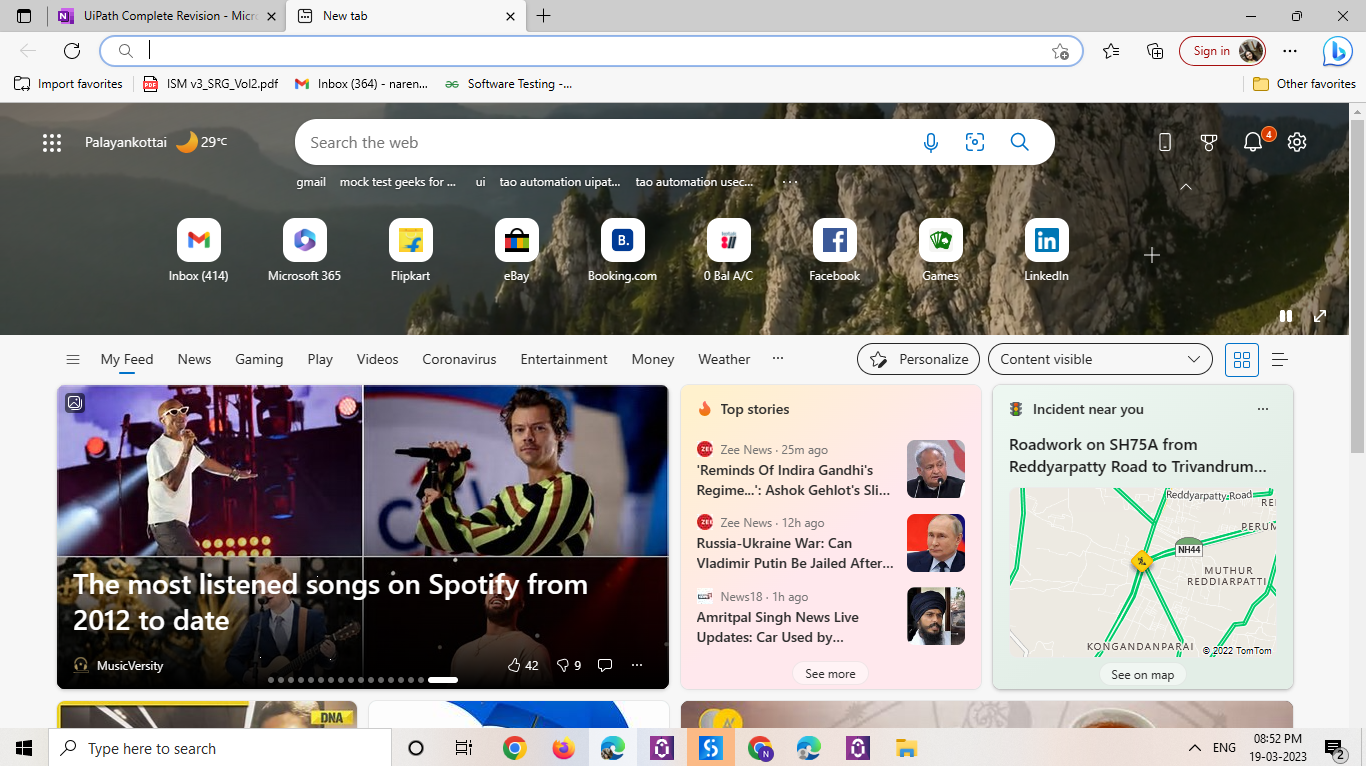 UiPath Complete Revision - Micro
New tab
Sign in
Import favorites
ISM v3_SRG_Vol2.pdf
Inbox (364) - naren...
Software Testing -...
Other favorites
Palayankottai
29°C
Search the web
4
gmail
mock test geeks for ...
ui
tao automation uipat...
tao automation usec...
Inbox (414)
Microsoft 365
Flipkart
eBay
B.
Booking.com
0 Bal A/C
Facebook
Games
LinkedIn
My Feed
News
Gaming
Play
Videos
Coronavirus
Entertainment
Money
Weather
Personalize
Content visible
The most listened songs on Spotify from
2012 to date
MusicVersity
42
9
Top stories
Zee News · 25m ago
'Reminds Of Indira Gandhi's
Regime...': Ashok Gehlot's Sli...
Zee News · 12h ago
Russia-Ukraine War: Can
Vladimir Putin Be Jailed After...
News18 · 1h ago
Amritpal Singh News Live
Updates: Car Used by...
See more
Incident near you
Roadwork on SH75A from
Reddyarpatty Road to Trivandrum...
Reddyarpatty Road
NH44
MUTHUR
REDDIARPATTI
KONGANDANPARAI
© 2022 TomTom
See on map
DNA
Type here to search
ENG
08:52 PM
19-03-2023
2